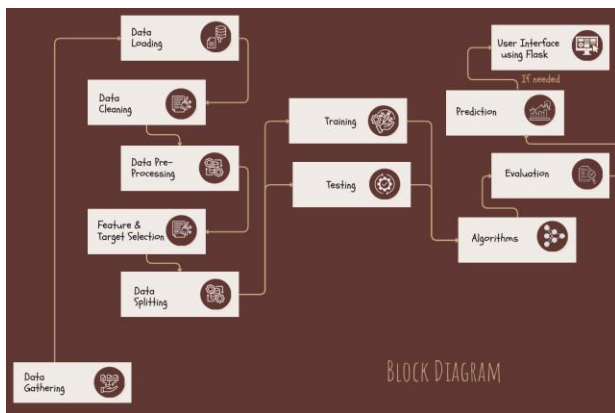 Data
Loading
Data
Cleaning
Data Pre-
Processing
Feature &
Target Selection
Data
Splitting
Data
Gathering
Training
Testing
User Interface
using Flask
If needed
Prediction
Evaluation
Algorithms
BLOCK DIAGRAM